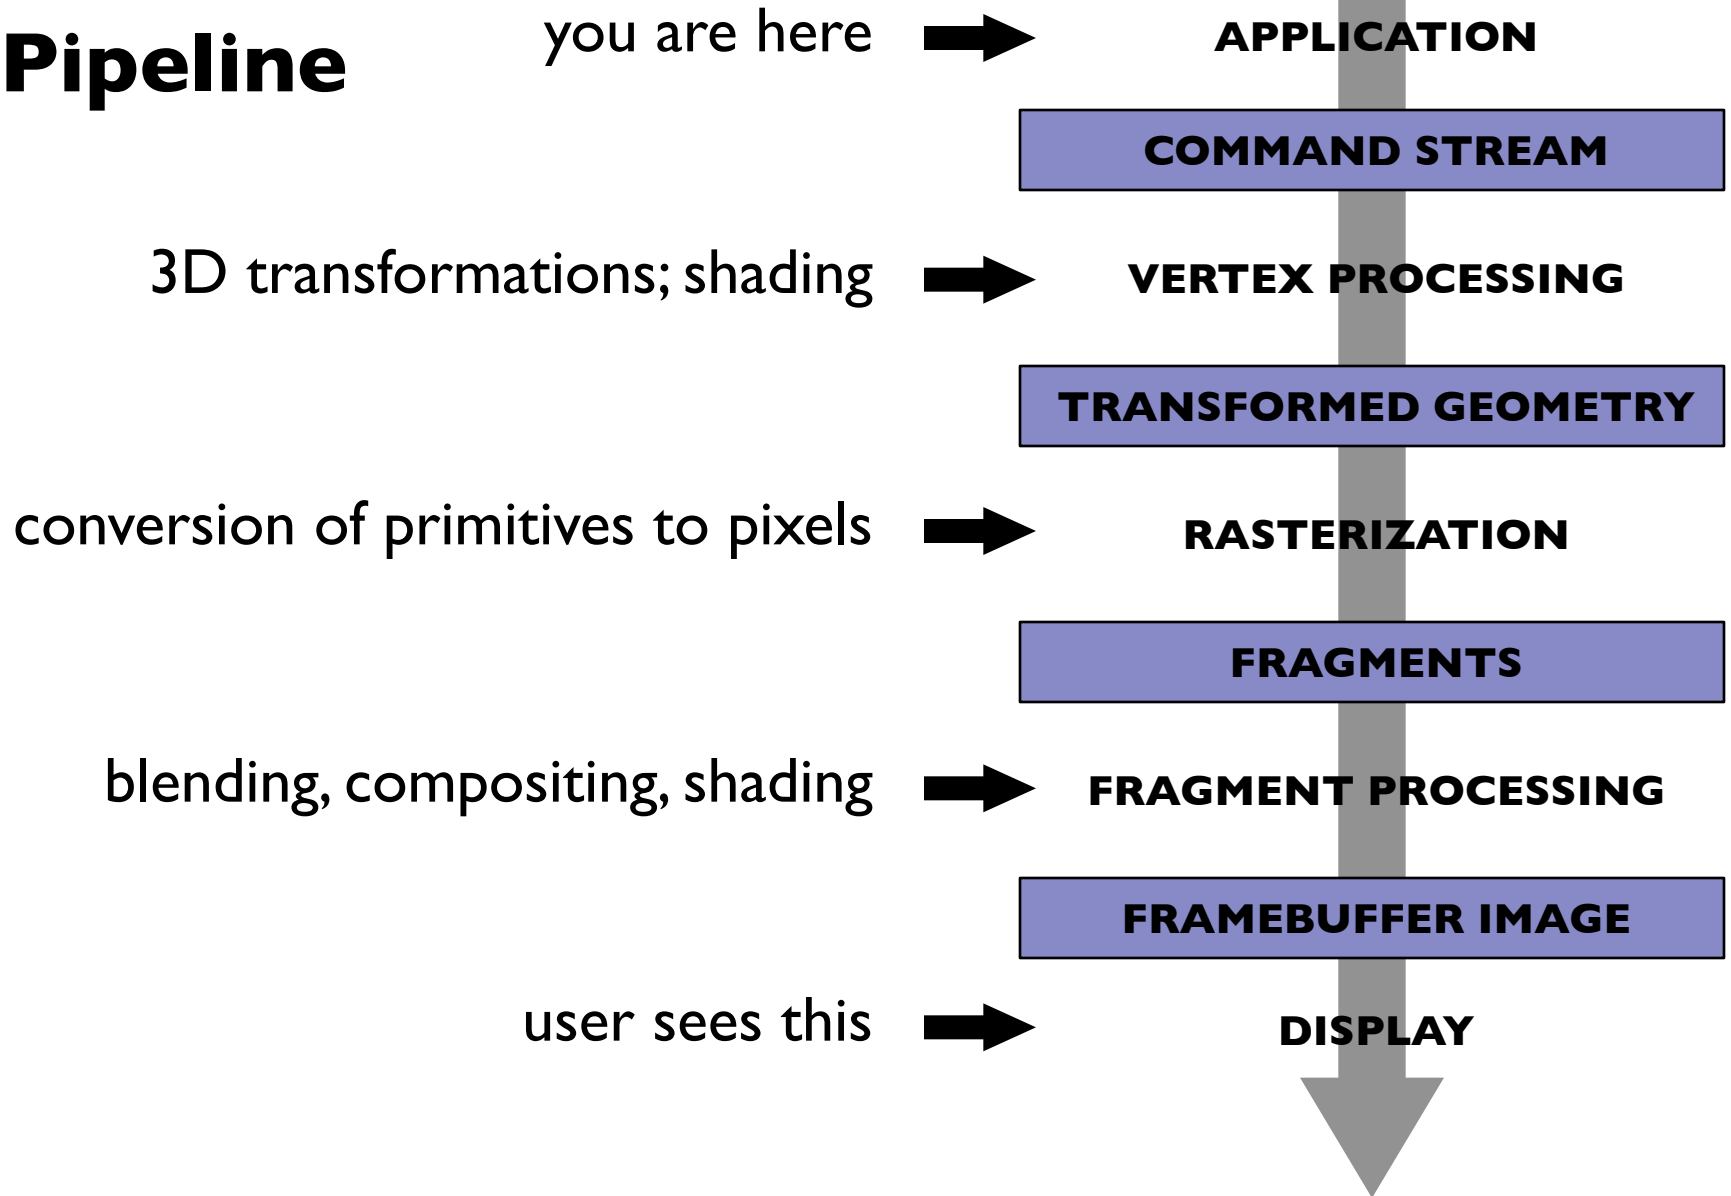 Pipeline
you are here
APPLICATION
COMMAND STREAM
3D transformations; shading
VERTEX PROCESSING
TRANSFORMED GEOMETRY
conversion of primitives to pixels
RASTERIZATION
FRAGMENTS
blending, compositing, shading
FRAGMENT PROCESSING
FRAMEBUFFER IMAGE
user sees this
DISPLAY